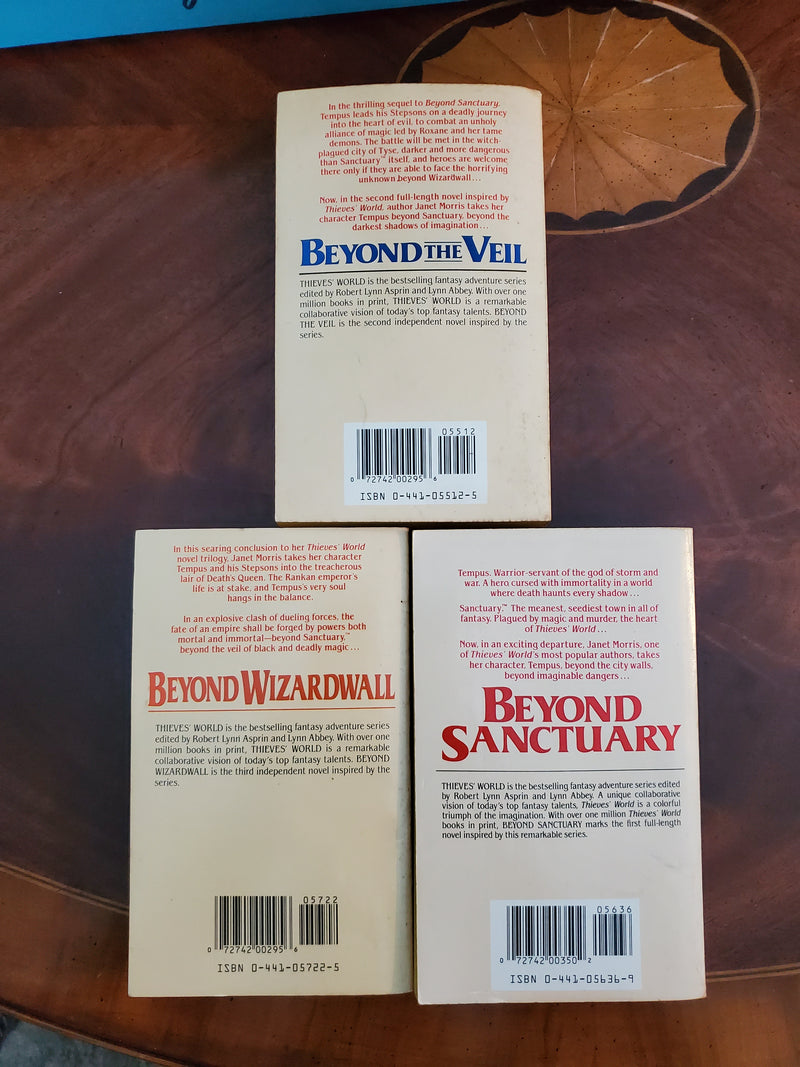 In the thrilling sequel to Beyond Sanctuary,
Tempus leads his Stepsons on a deadly journey
into the heart of evil, to combat an unholy
alliance of magic led by Roxane and her tame
demons. The battle will be met in the witch-
plagued city of Tyse, darker and more dangerous
than Sanctuary™ itself, and heroes are welcome
there only if they are able to face the horrifying
unknown beyond Wizardwall...
Now, in the second full-length novel inspired by
Thieves' World, author Janet Morris takes her
character Tempus beyond Sanctuary, beyond the
darkest shadows of imagination...
BEYOND THE VEIL
THIEVES' WORLD is the bestselling fantasy adventure series
edited by Robert Lynn Asprin and Lynn Abbey. With over one
million books in print, THIEVES' WORLD is a remarkable
collaborative vision of today's top fantasy talents. BEYOND
THE VEIL is the second independent novel inspired by the
series.
05512
0 72742 00295 6
ISBN 0-441-05512-5
In this searing conclusion to her Thieves' World
novel trilogy, Janet Morris takes her character
Tempus and his Stepsons into the treacherous
lair of Death's Queen. The Rankan emperor's
life is at stake, and Tempus's very soul
hangs in the balance.
In an explosive clash of dueling forces, the
fate of an empire shall be forged by powers both
mortal and immortal—beyond Sanctuary,™
beyond the veil of black and deadly magic...
BEYOND WIZARDWALL
THIEVES' WORLD is the bestselling fantasy adventure series
edited by Robert Lynn Asprin and Lynn Abbey. With over one
million books in print, THIEVES' WORLD is a remarkable
collaborative vision of today's top fantasy talents. BEYOND
WIZARDWALL is the third independent novel inspired by the
series.
05722
0 72742 00295 6
ISBN 0-441-05722-5
Tempus. Warrior-servant of the god of storm and
war. A hero cursed with immortality in a world
where death haunts every shadow...
Sanctuary.™ The meanest, seediest town in all of
fantasy. Plagued by magic and murder, the heart
of Thieves' World...
Now, in an exciting departure, Janet Morris, one
of Thieves' World's most popular authors, takes
her character, Tempus, beyond the city walls,
beyond imaginable dangers...
BEYOND
SANCTUARY
THIEVES' WORLD is the bestselling fantasy adventure series edited
by Robert Lynn Asprin and Lynn Abbey. A unique collaborative
vision of today's top fantasy talents, Thieves' World is a colorful
triumph of the imagination. With over one million Thieves' World
books in print, BEYOND SANCTUARY marks the first full-length
novel inspired by this remarkable series.
05636
0 72742 00350 2
ISBN 0-441-05636-9